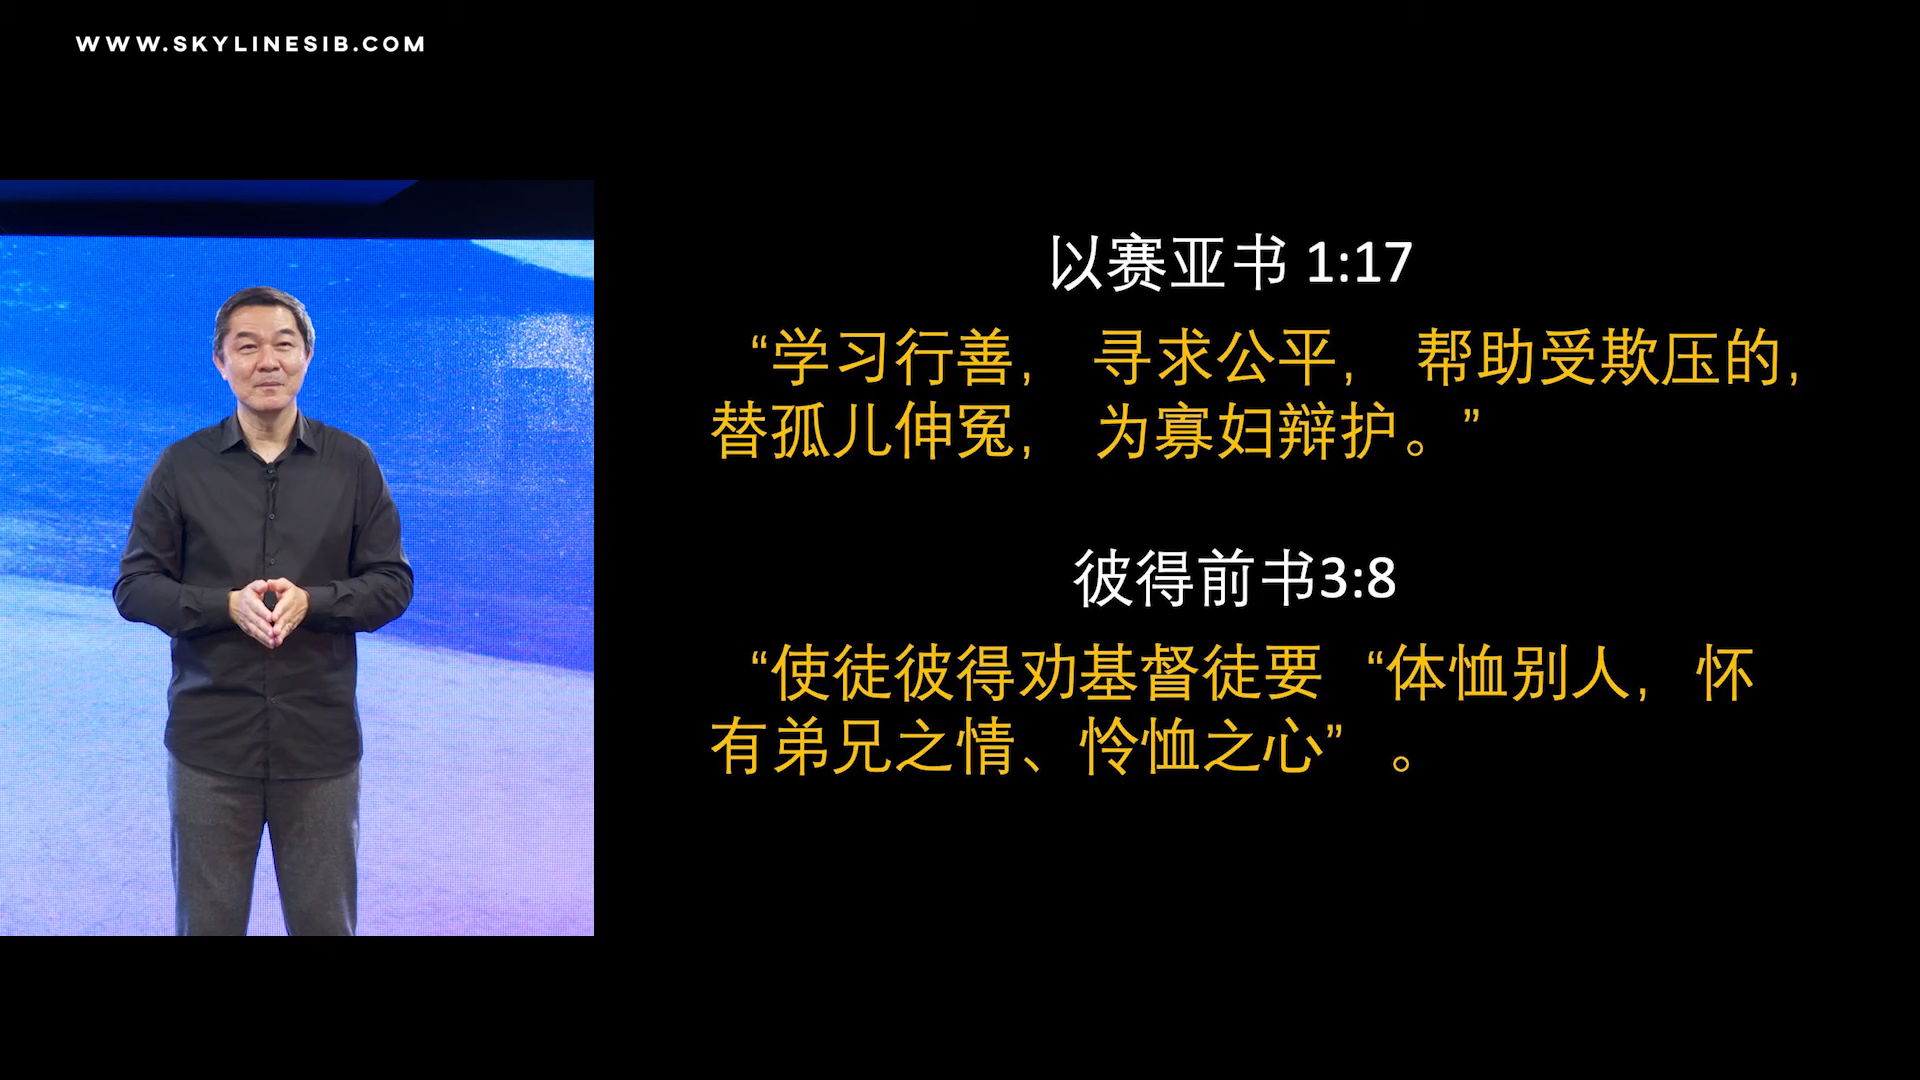 WWW.SKYLINESIB.COM
以赛亚书 1:17
“学习行善, 寻求公平, 帮助受欺压的,
替孤儿伸冤, 为寡妇辩护。”
彼得前书3:8
“使徒彼得劝基督徒要 “体恤别人, 怀
有弟兄之情、怜恤之心” 。